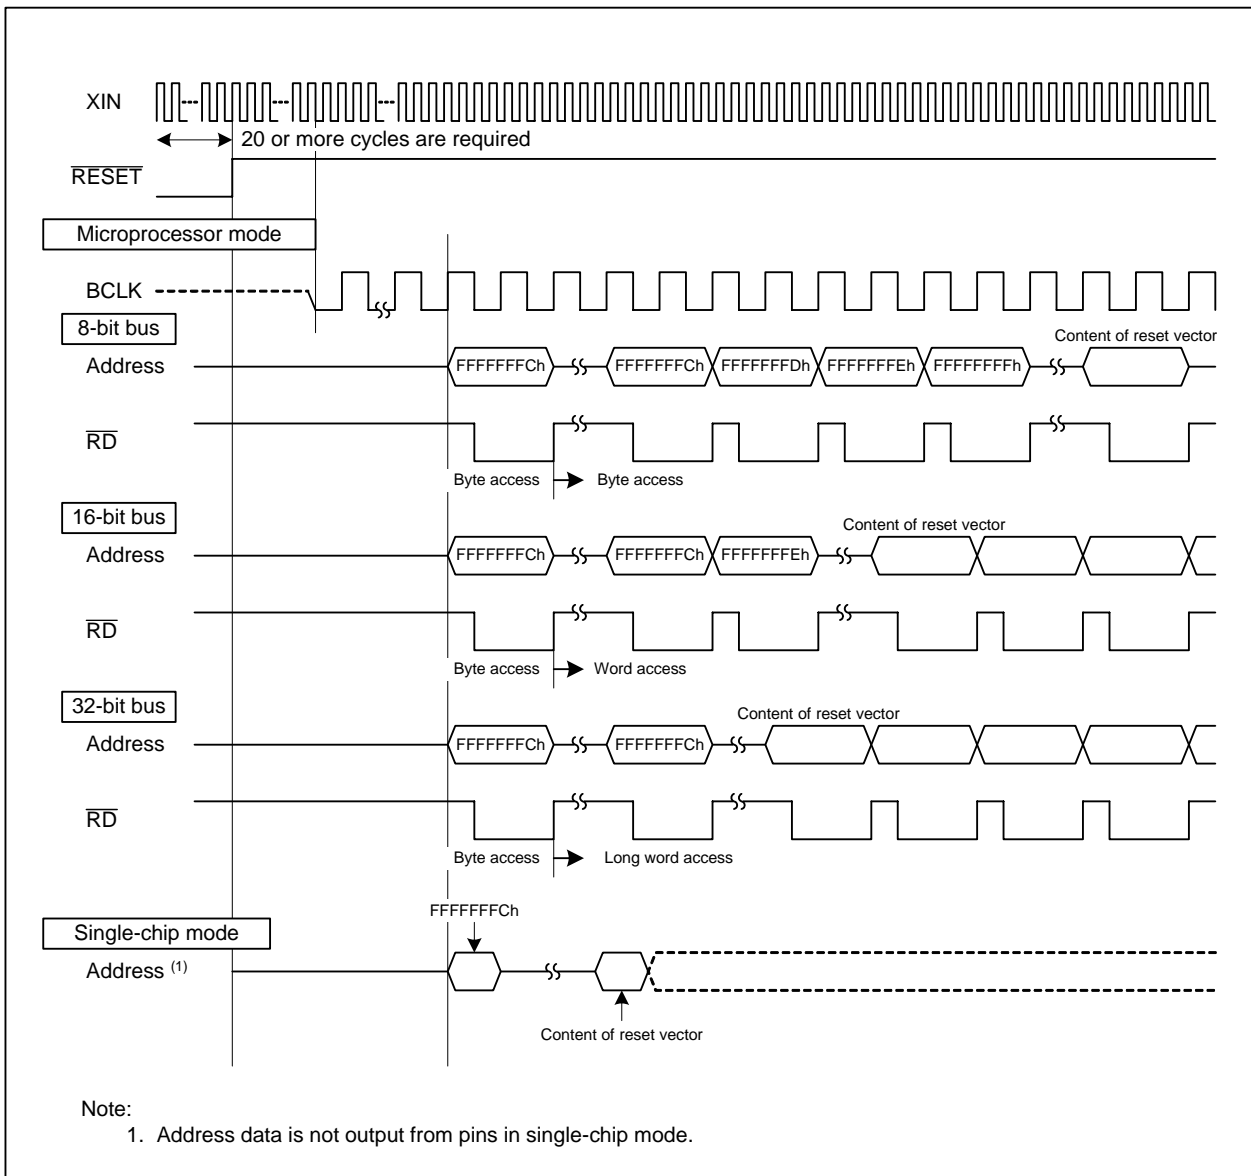 XIN
20 or more cycles are required
RESET
Microprocessor mode
BCLK
8-bit bus
Content of reset vector
Address
FFFFFFFCh
FFFFFFFCh
FFFFFFFDh
FFFFFFFEh
FFFFFFFFh
RD
Byte access
Byte access
16-bit bus
Content of reset vector
Address
FFFFFFFCh
FFFFFFFCh
FFFFFFFEh
RD
Byte access
Word access
32-bit bus
Content of reset vector
Address
FFFFFFFCh
FFFFFFFCh
RD
Byte access
Long word access
FFFFFFFCh
Single-chip mode
Address (1)
Content of reset vector
Note:
1. Address data is not output from pins in single-chip mode.